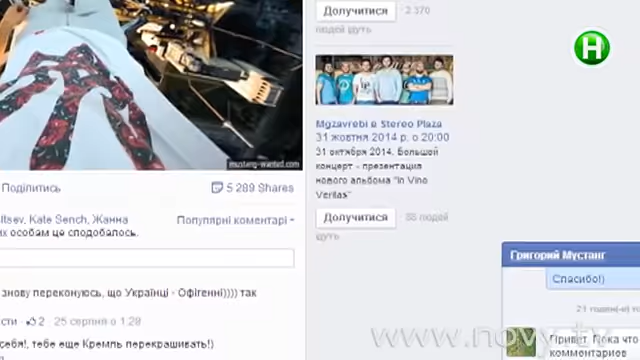 Долучитися · 2 370
людей йдуть
Н
Mgzavrebi в Stereo Plaza
31 жовтня 2014 р. о 20:00
31 октября 2014. Большой
концерт - презентация
нового альбома "In Vino
Veritas"
Долучитися · 88 людей
йдуть
mustang-wanted.com
Поділитись
5 289 Shares
Kate Sench, Жанна
их особам це сподобалось.
Популярні коментарі
знову переконуюсь, що Українці - Офігенні)))) так
2 · 25 серпня о 1:28
себя!, тебе еще Кремль перекрашивать!)
Григорий Мустанг
Спасибо!)
Привет. Пока что
комментариев
www.novy.tv